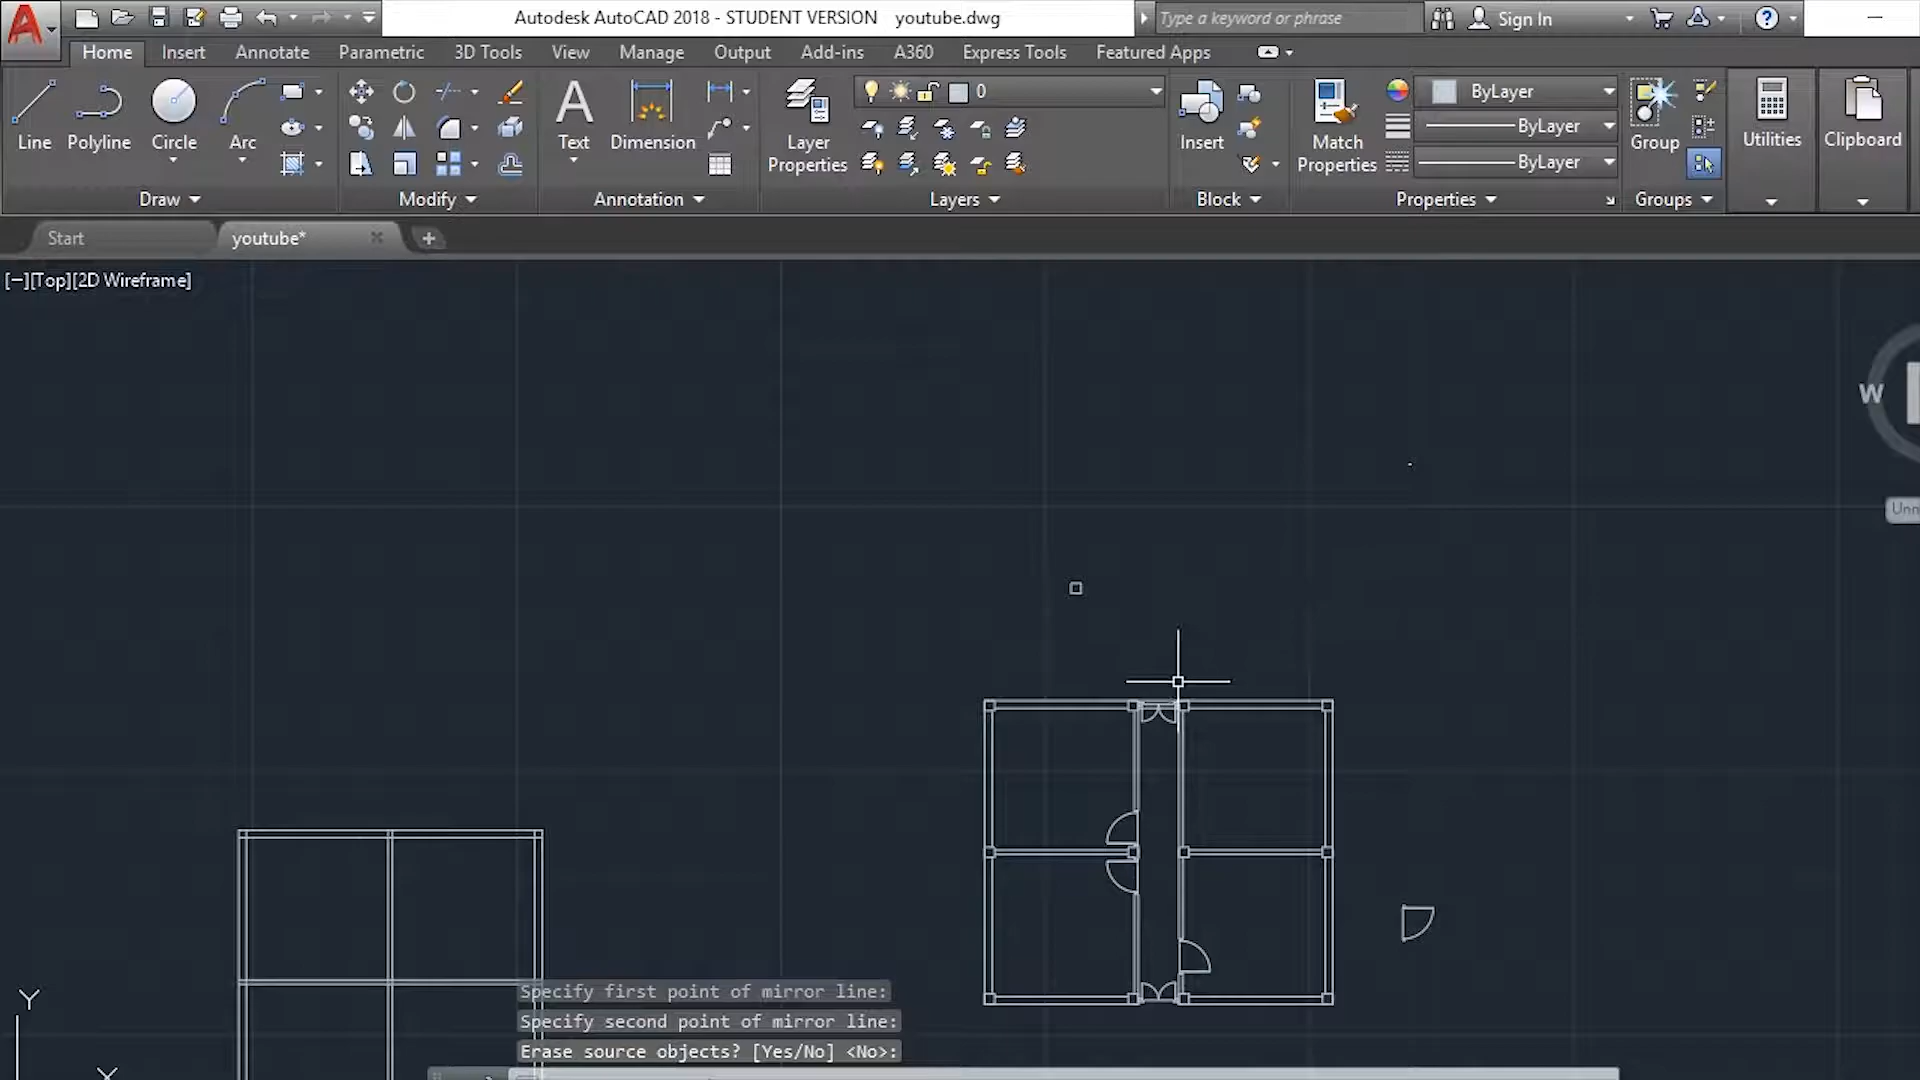 Autodesk AutoCAD 2018 - STUDENT VERSION youtube.dwg
Type a keyword or phrase
Sign In
Home Insert Annotate Parametric 3D Tools View Manage Output Add-ins A360 Express Tools Featured Apps
Line Polyline Circle Arc
Text Dimension
Layer Properties
0
Insert
Match Properties
ByLayer
ByLayer
ByLayer
Group
Utilities
Clipboard
Draw Modify Annotation Layers Block Properties Groups
Start youtube*
[−][Top][2D Wireframe]
W
Y
X
Specify first point of mirror line:
Specify second point of mirror line:
Erase source objects? [Yes/No] <No>: